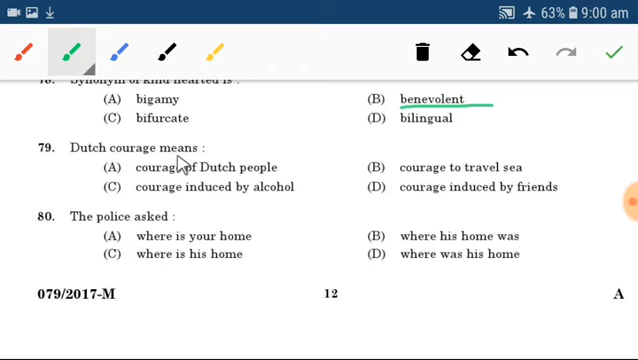 63% 9:00 am
78. Synonym of kind hearted is :
(A) bigamy (B) benevolent
(C) bifurcate (D) bilingual
79. Dutch courage means :
(A) courage of Dutch people (B) courage to travel sea
(C) courage induced by alcohol (D) courage induced by friends
80. The police asked :
(A) where is your home (B) where his home was
(C) where is his home (D) where was his home
079/2017-M 12 A